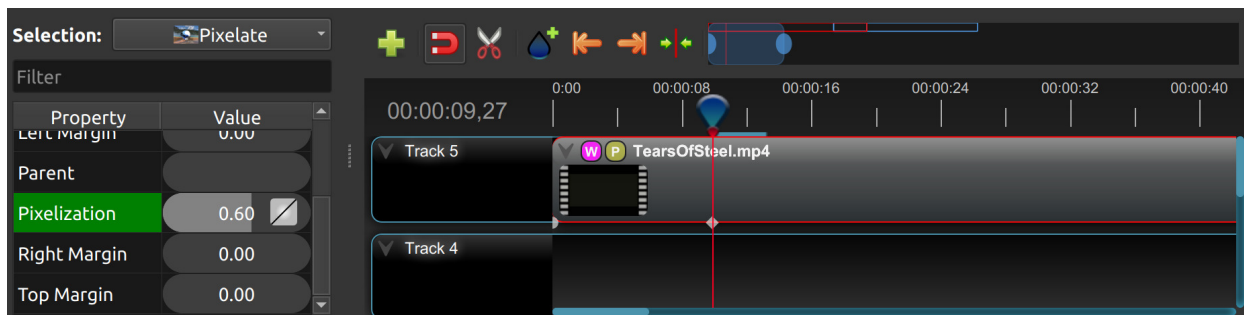 Selection: Pixelate
Filter
Property Value
Left Margin 0.00
Parent
Pixelization 0.60
Right Margin 0.00
Top Margin 0.00
00:00:09,27
0:00 00:00:08 00:00:16 00:00:24 00:00:32 00:00:40
Track 5
W P TearsOfSteel.mp4
Track 4